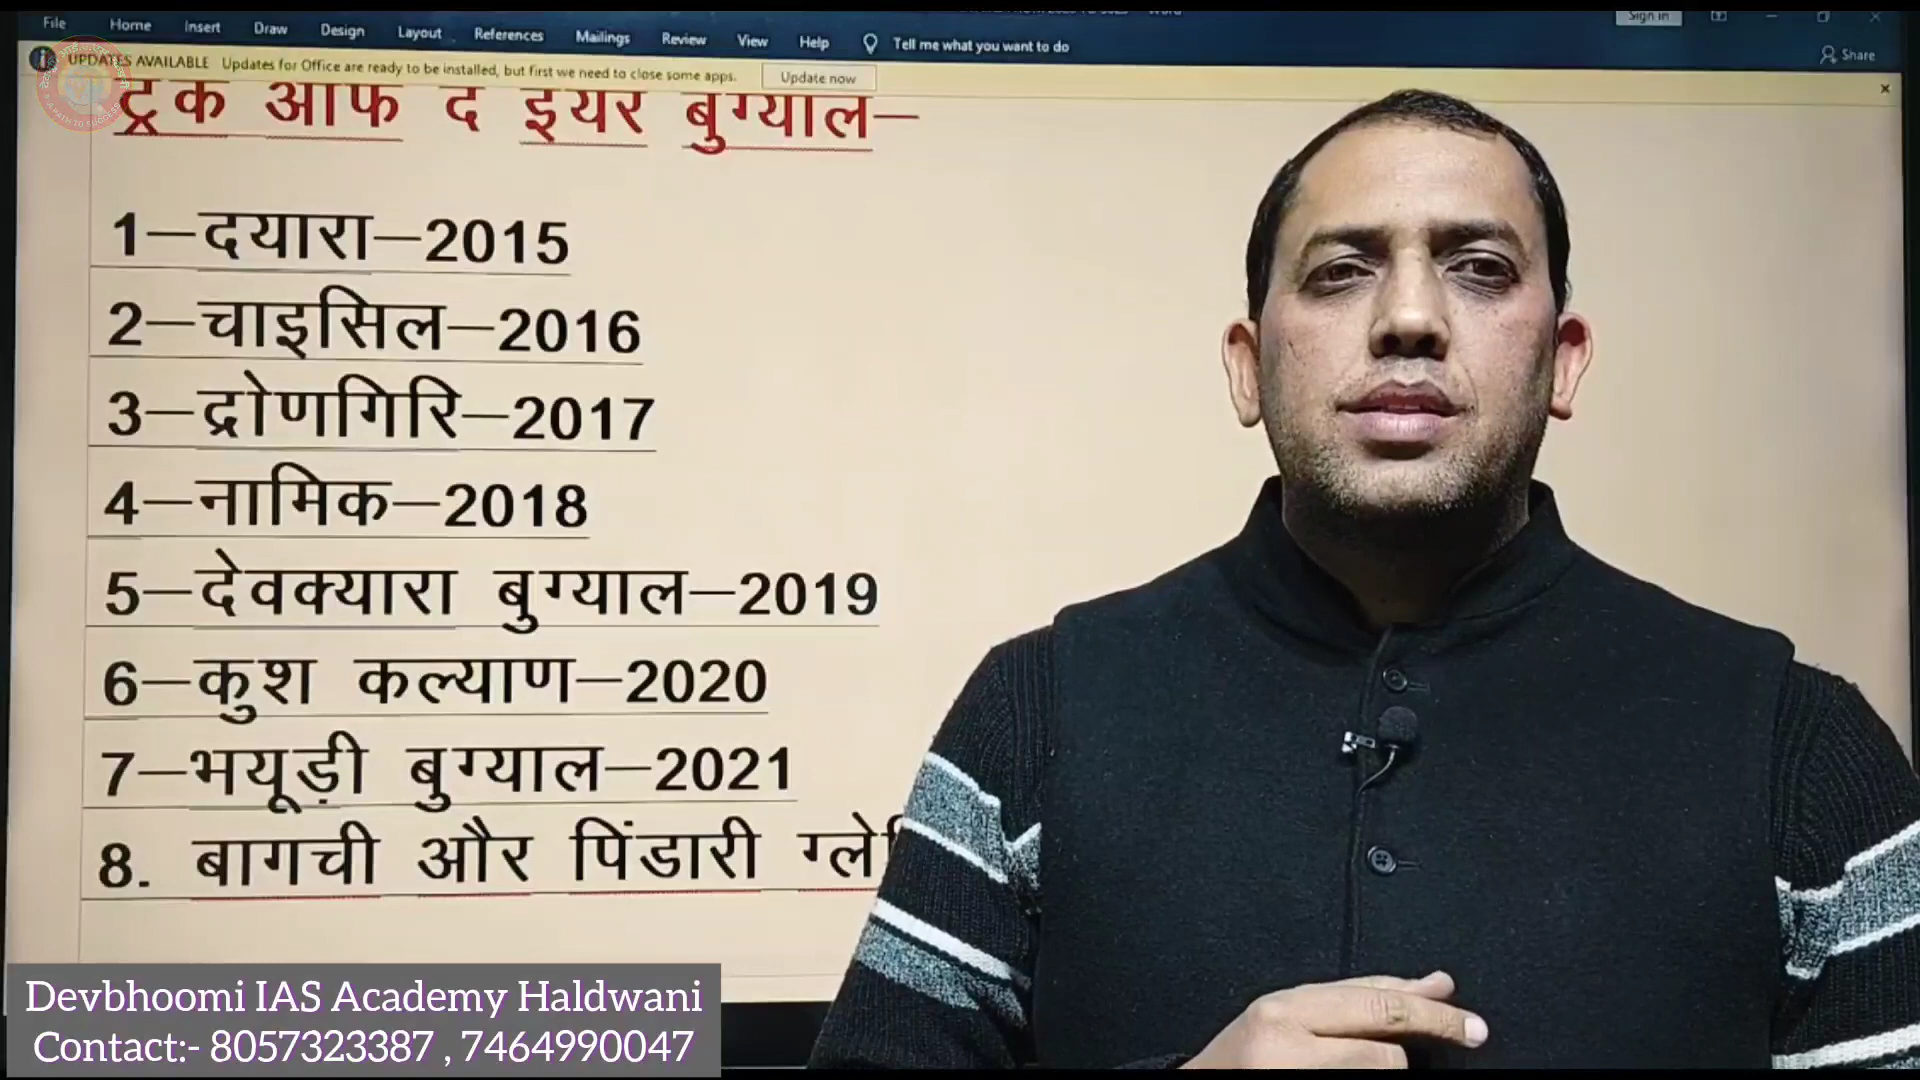 File Home Insert Draw Design Layout References Mailings Review View Help Tell me what you want to do Sign in Share
UPDATES AVAILABLE Updates for Office are ready to be installed, but first we need to close some apps. Update now
ट्रक आफ द इयर बुग्याल–
1–दयारा–2015
2–चाइसिल–2016
3–द्रोणगिरि–2017
4–नामिक–2018
5–देवक्यारा बुग्याल–2019
6–कुश कल्याण–2020
7–भयूड़ी बुग्याल–2021
8. बागची और पिंडारी
Devbhoomi IAS Academy Haldwani
Contact:- 8057323387 , 7464990047